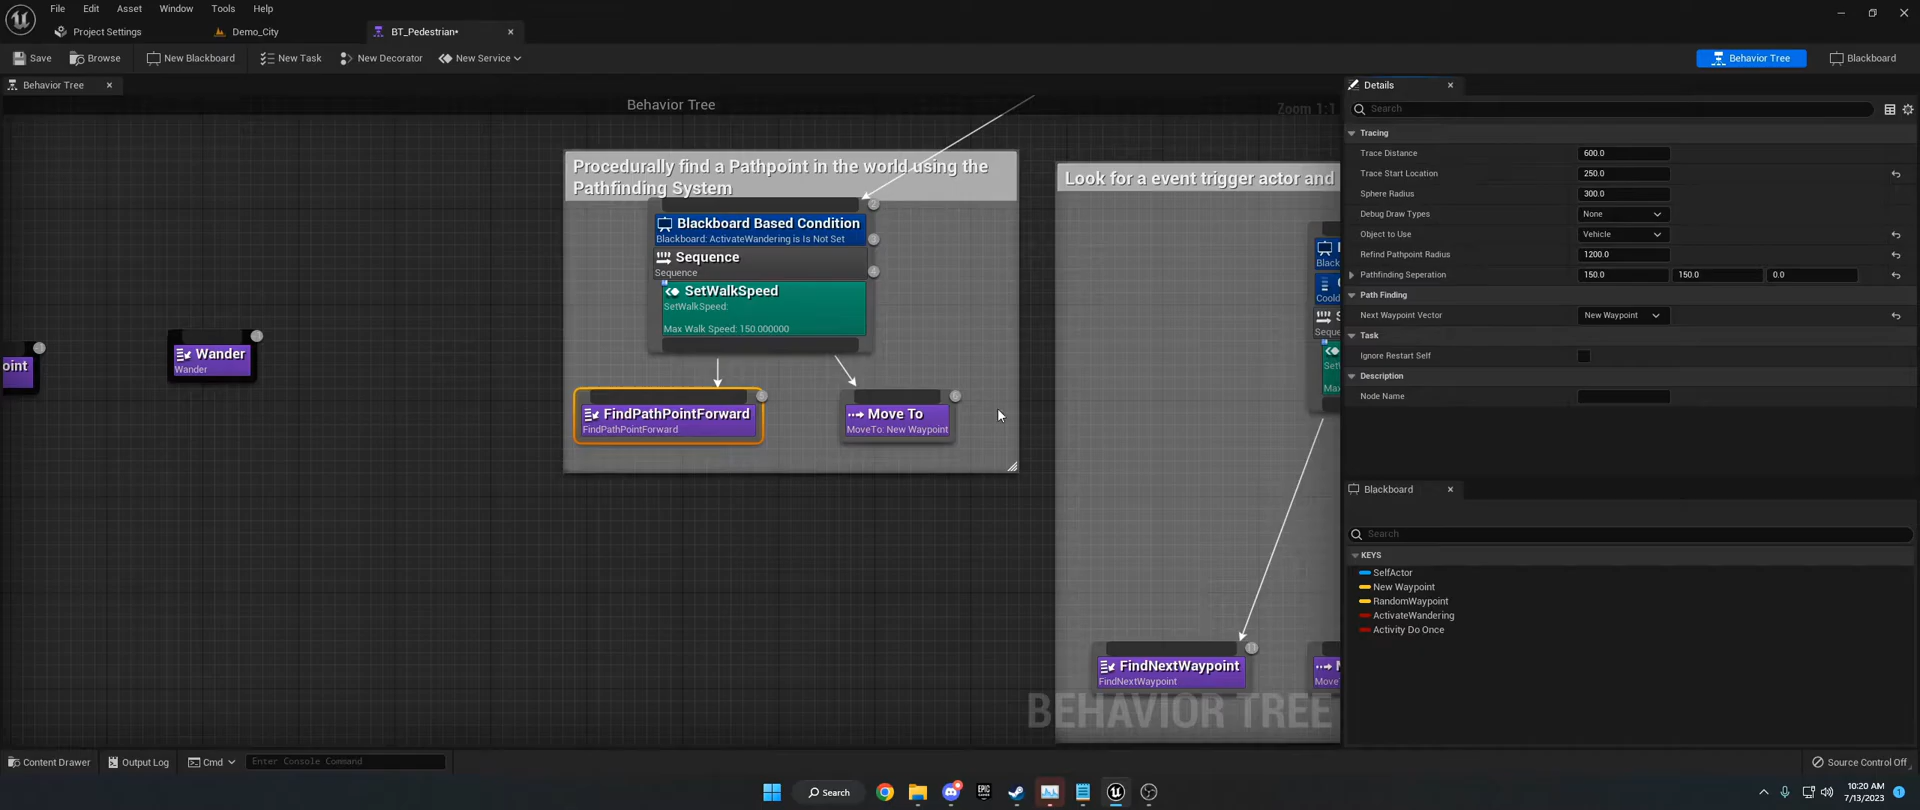 File Edit Asset Window Tools Help
Project Settings
Demo_City
BT_Pedestrian*
Save
Browse
New Blackboard
New Task
New Decorator
New Service
Behavior Tree
Blackboard
Behavior Tree
Behavior Tree
Zoom 1:1
Procedurally find a Pathpoint in the world using the
Pathfinding System
Blackboard Based Condition
Blackboard: ActivateWandering is Is Not Set
Sequence
Sequence
SetWalkSpeed
SetWalkSpeed:
Max Walk Speed: 150.000000
FindPathPointForward
FindPathPointForward
Move To
MoveTo: New Waypoint
oint
Wander
Wander
Look for a event trigger actor and
Black
Coold
Seque
Set
Ma
FindNextWaypoint
FindNextWaypoint
Move
BEHAVIOR TREE
Details
Search
Tracing
Trace Distance 600.0
Trace Start Location 250.0
Sphere Radius 300.0
Debug Draw Types None
Object to Use Vehicle
Refind Pathpoint Radius 1200.0
Pathfinding Seperation 150.0 150.0 0.0
Path Finding
Next Waypoint Vector New Waypoint
Task
Ignore Restart Self
Description
Node Name
Blackboard
Search
KEYS
SelfActor
New Waypoint
RandomWaypoint
ActivateWandering
Activity Do Once
Content Drawer
Output Log
Cmd
Enter Console Command
Source Control Off
Search
EPIC GAMES
10:20 AM
7/13/2023